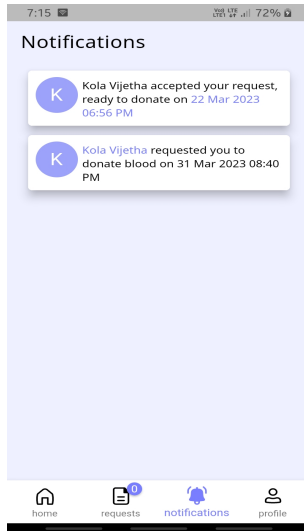 7:15 72%
Notifications
K
Kola Vijetha accepted your request,
ready to donate on 22 Mar 2023
06:56 PM
K
Kola Vijetha requested you to
donate blood on 31 Mar 2023 08:40
PM
0
home requests notifications profile